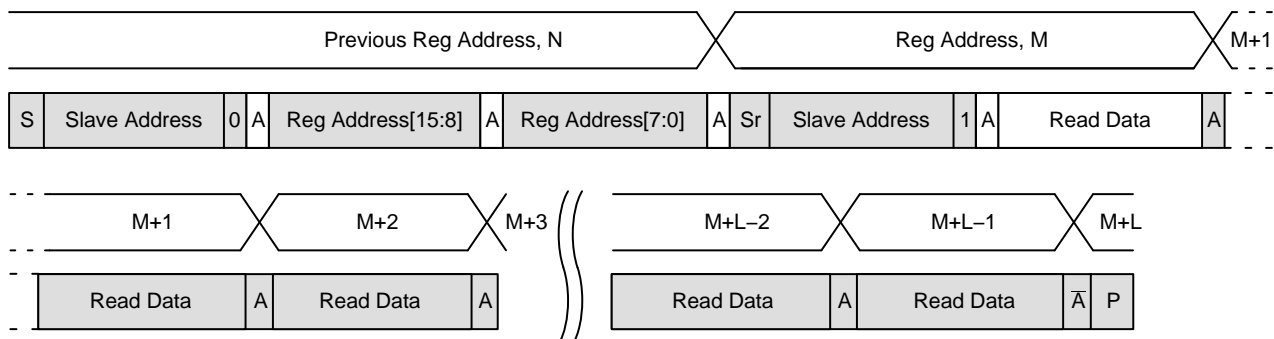 Previous Reg Address, N Reg Address, M M+1
S Slave Address 0 A Reg Address[15:8] A Reg Address[7:0] A Sr Slave Address 1 A Read Data A
M+1 M+2 M+3 M+L−2 M+L−1 M+L
Read Data A Read Data A Read Data A Read Data A̅ P